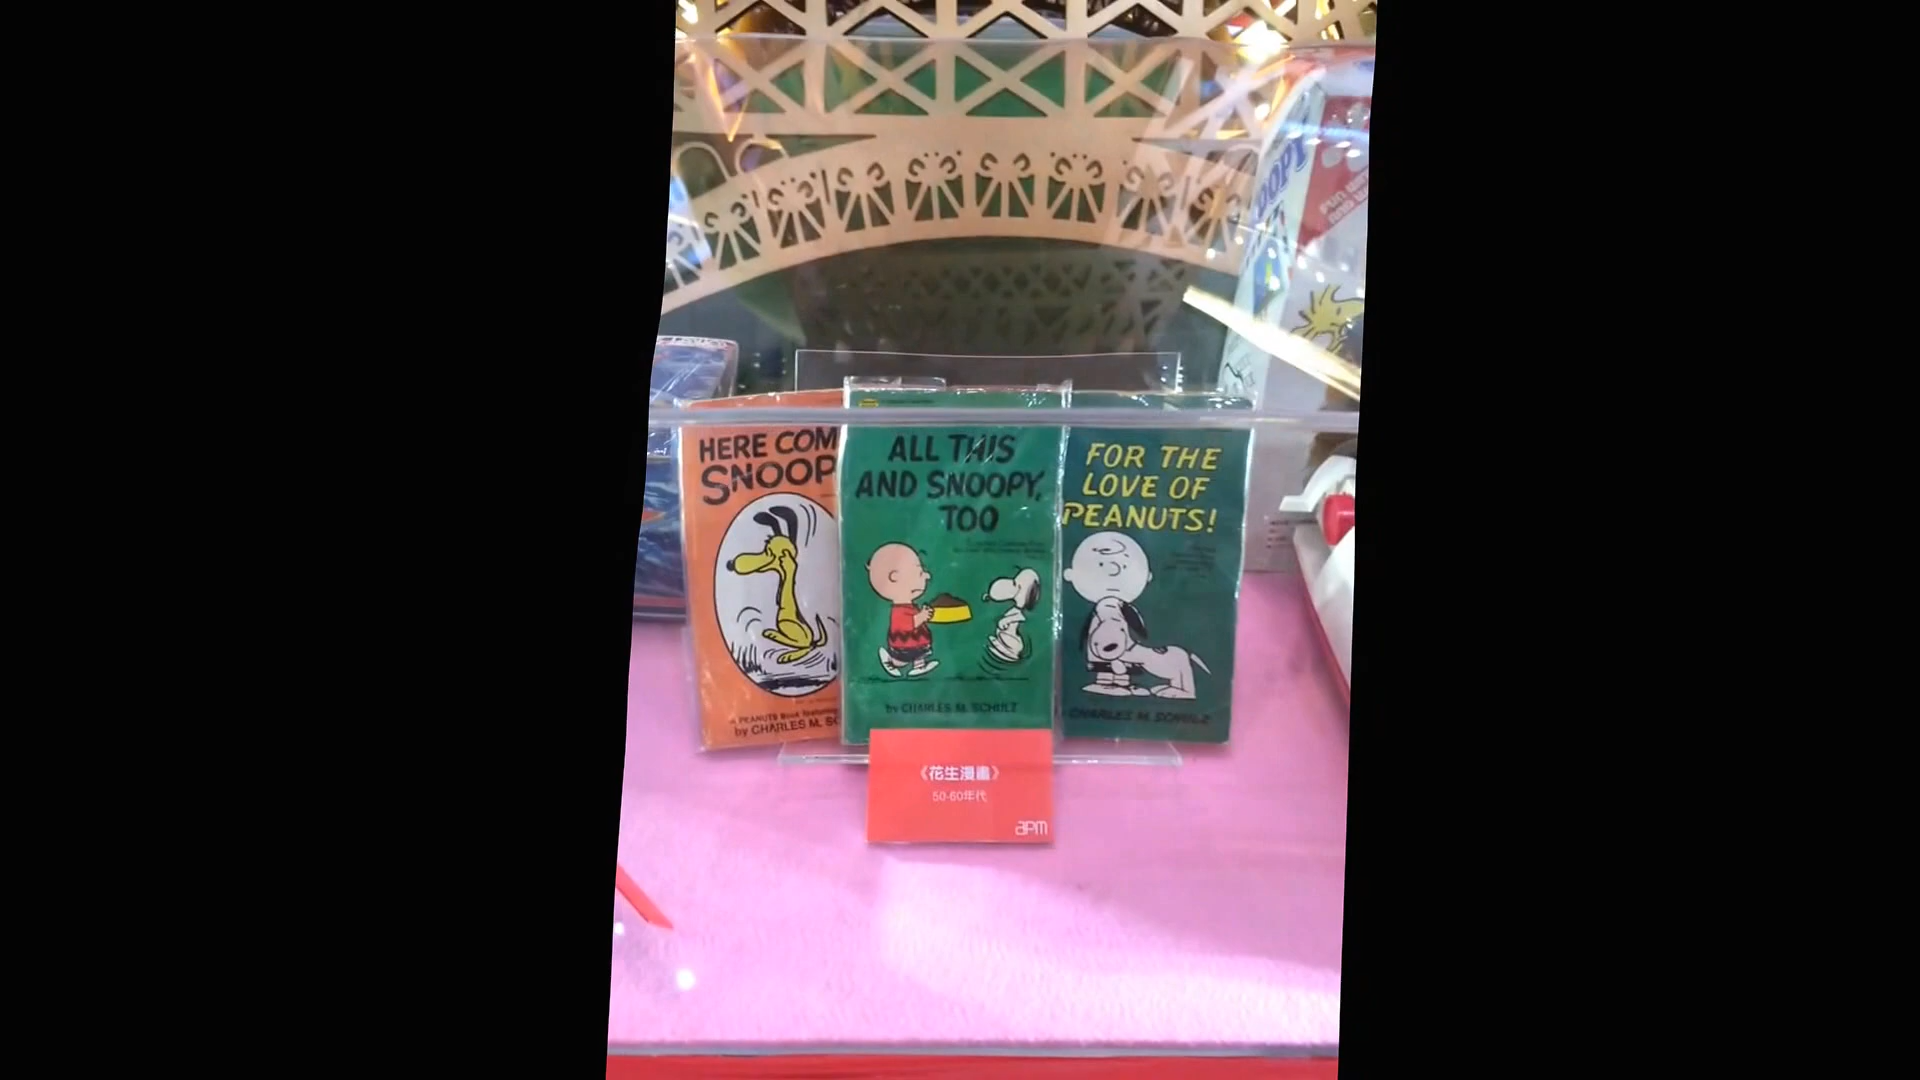 HERE COM
SNOOP
A PEANUTS Book featuring
by CHARLES M. SC
ALL THIS
AND SNOOPY,
TOO
by CHARLES M. SCHULZ
FOR THE
LOVE OF
PEANUTS!
CHARLES M. SCHULZ
《花生漫畫》
50-60年代
apm
OOPY